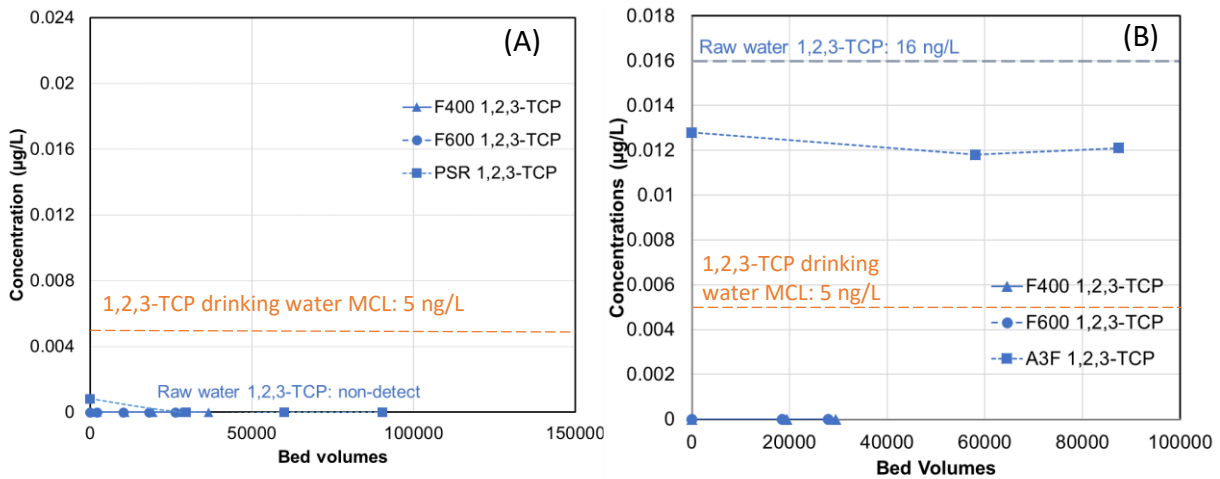 (A)
0.024
0.02
0.016
0.012
0.008
0.004
0
Concentration (µg/L)
F400 1,2,3-TCP
F600 1,2,3-TCP
PSR 1,2,3-TCP
1,2,3-TCP drinking water MCL: 5 ng/L
Raw water 1,2,3-TCP: non-detect
0 50000 100000 150000
Bed volumes
(B)
0.018
0.016
0.014
0.012
0.01
0.008
0.006
0.004
0.002
0
Concentrations (µg/L)
Raw water 1,2,3-TCP: 16 ng/L
1,2,3-TCP drinking
water MCL: 5 ng/L
F400 1,2,3-TCP
F600 1,2,3-TCP
A3F 1,2,3-TCP
0 20000 40000 60000 80000 100000
Bed Volumes